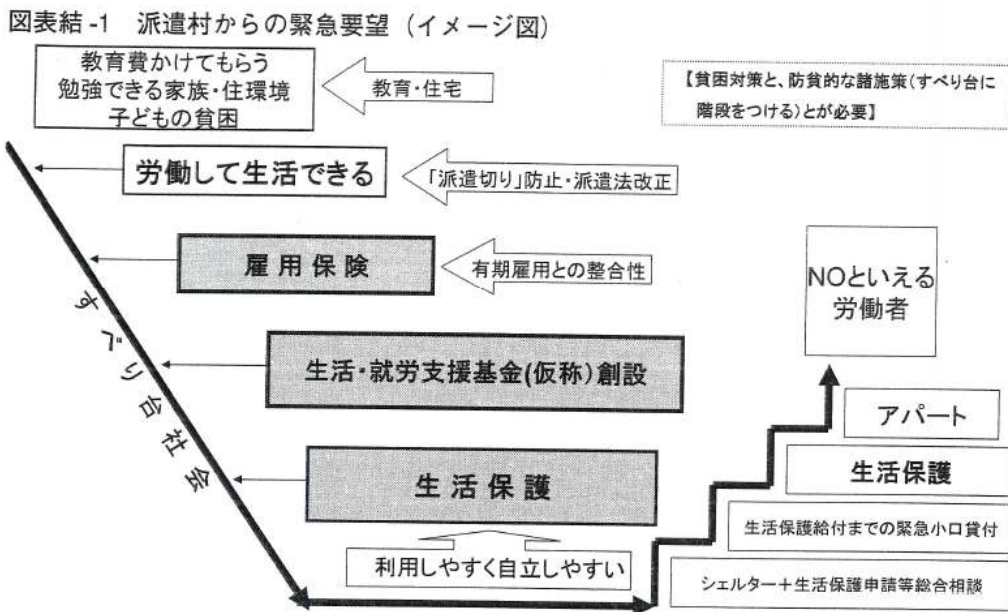 図表結-1 派遣村からの緊急要望（イメージ図）
教育費かけてもらう
勉強できる家族・住環境
子どもの貧困
教育・住宅
【貧困対策と、防貧的な諸施策（すべり台に
階段をつける）とが必要】
労働して生活できる
「派遣切り」防止・派遣法改正
雇用保険
有期雇用との整合性
NOといえる
労働者
すべり台社会
生活・就労支援基金(仮称)創設
アパート
生活保護
生活保護
生活保護給付までの緊急小口貸付
利用しやすく自立しやすい
シェルター＋生活保護申請等総合相談